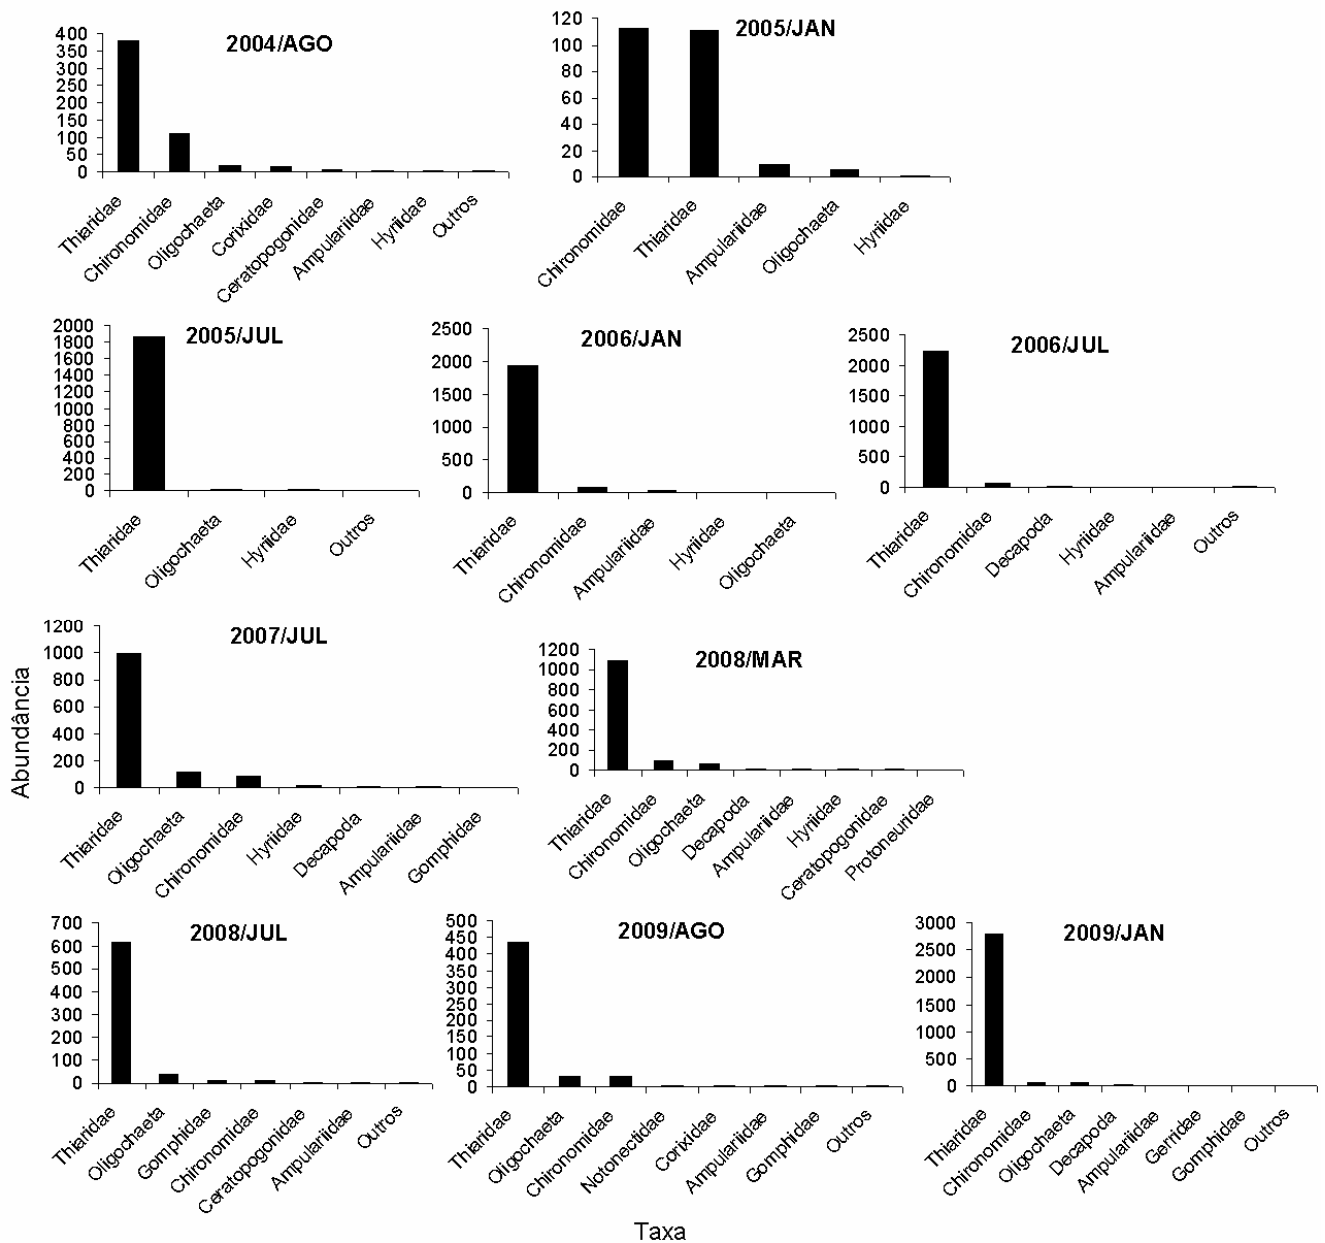 2004/AGO
400
350
300
250
200
150
100
50
0
Thiaridae
Chironomidae
Oligochaeta
Corixidae
Ceratopogonidae
Ampulariidae
Hyriidae
Outros
2005/JAN
120
100
80
60
40
20
0
Chironomidae
Thiaridae
Ampulariidae
Oligochaeta
Hyriidae
2005/JUL
2000
1800
1600
1400
1200
1000
800
600
400
200
0
Thiaridae
Oligochaeta
Hyriidae
Outros
2006/JAN
2500
2000
1500
1000
500
0
Thiaridae
Chironomidae
Ampulariidae
Hyriidae
Oligochaeta
2006/JUL
2500
2000
1500
1000
500
0
Thiaridae
Chironomidae
Decapoda
Hyriidae
Ampulariidae
Outros
Abundância
2007/JUL
1200
1000
800
600
400
200
0
Thiaridae
Oligochaeta
Chironomidae
Hyriidae
Decapoda
Ampulariidae
Gomphidae
2008/MAR
1200
1000
800
600
400
200
0
Thiaridae
Chironomidae
Oligochaeta
Decapoda
Ampulariidae
Hyriidae
Ceratopogonidae
Protoneuridae
2008/JUL
700
600
500
400
300
200
100
0
Thiaridae
Oligochaeta
Gomphidae
Chironomidae
Ceratopogonidae
Ampulariidae
Outros
2009/AGO
500
450
400
350
300
250
200
150
100
50
0
Thiaridae
Oligochaeta
Chironomidae
Notonectidae
Corixidae
Ampulariidae
Gomphidae
Outros
2009/JAN
3000
2500
2000
1500
1000
500
0
Thiaridae
Chironomidae
Oligochaeta
Decapoda
Ampulariidae
Gerridae
Gomphidae
Outros
Taxa